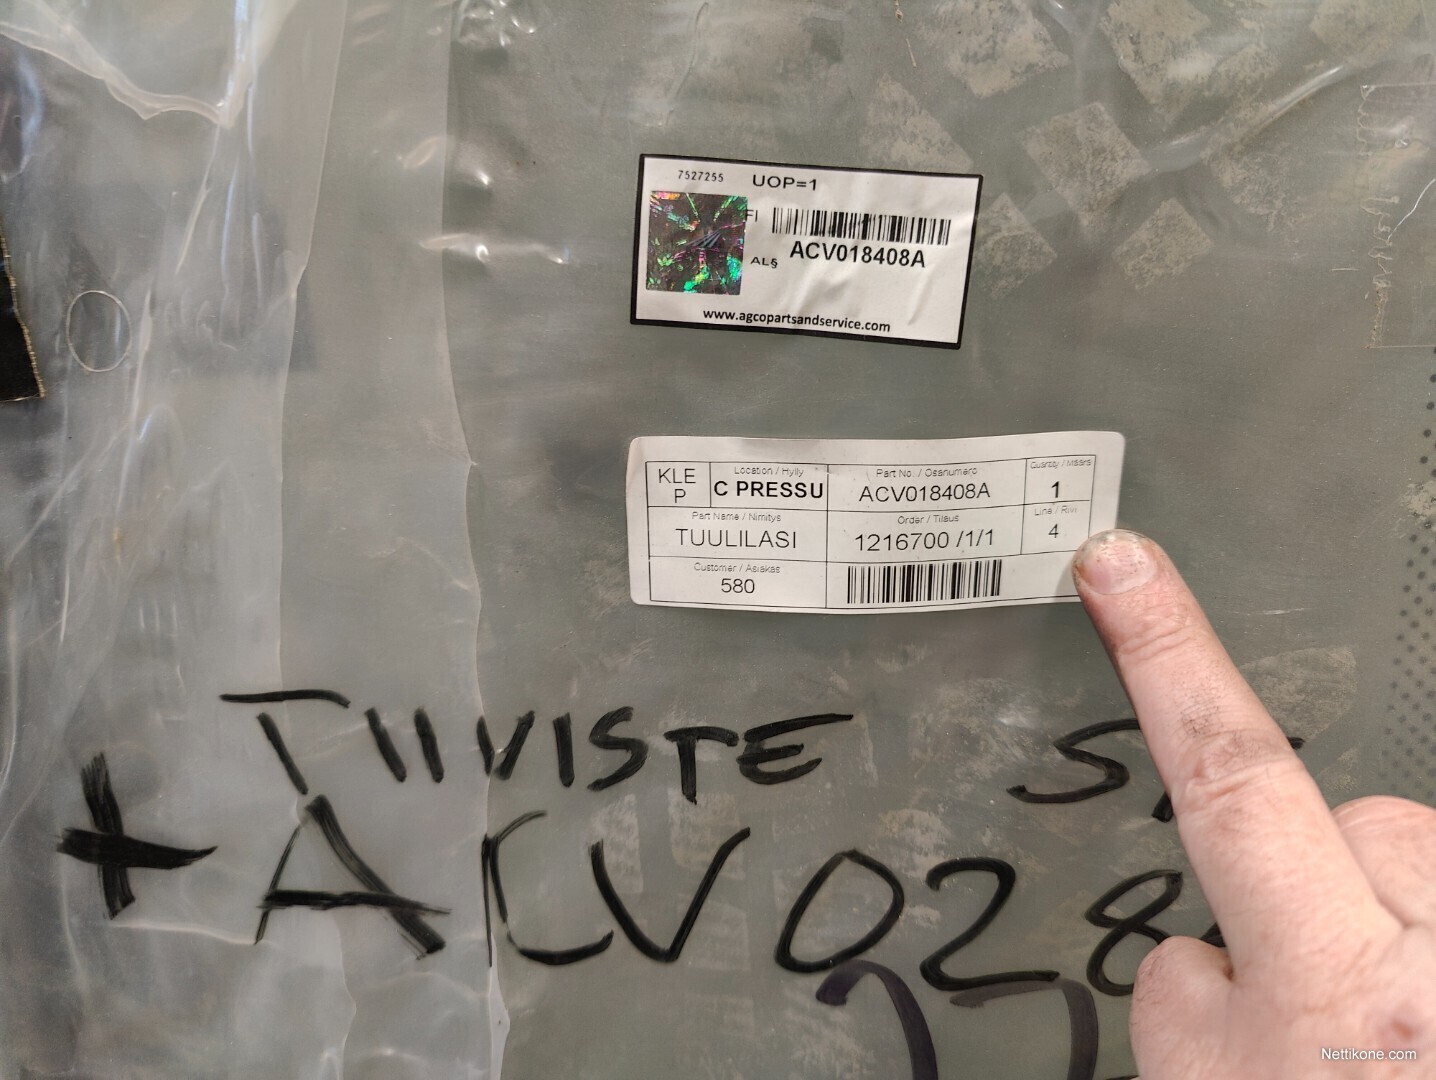 7527255 UOP=1
FI
ACV018408A
AL§
www.agcopartsandservice.com
KLE P
Location / Hylly
C PRESSU
Part No. / Osanumero
ACV018408A
Quantity / Määrä
1
Part Name / Nimitys
TUULILASI
Order / Tilaus
1216700 /1/1
Line / Rivi
4
Customer / Asiakas
580
TIIVISTE
+ ACV028
Nettikone.com